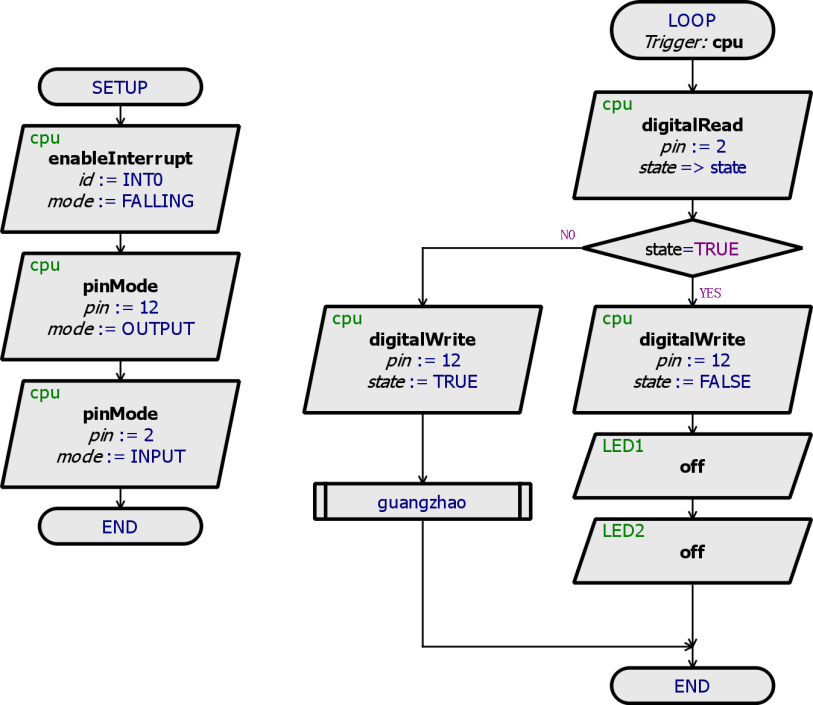 SETUP
cpu
enableInterrupt
id := INT0
mode := FALLING
cpu
pinMode
pin := 12
mode := OUTPUT
cpu
pinMode
pin := 2
mode := INPUT
END
LOOP
Trigger: cpu
cpu
digitalRead
pin := 2
state => state
state=TRUE
NO
YES
cpu
digitalWrite
pin := 12
state := TRUE
guangzhao
cpu
digitalWrite
pin := 12
state := FALSE
LED1
off
LED2
off
END